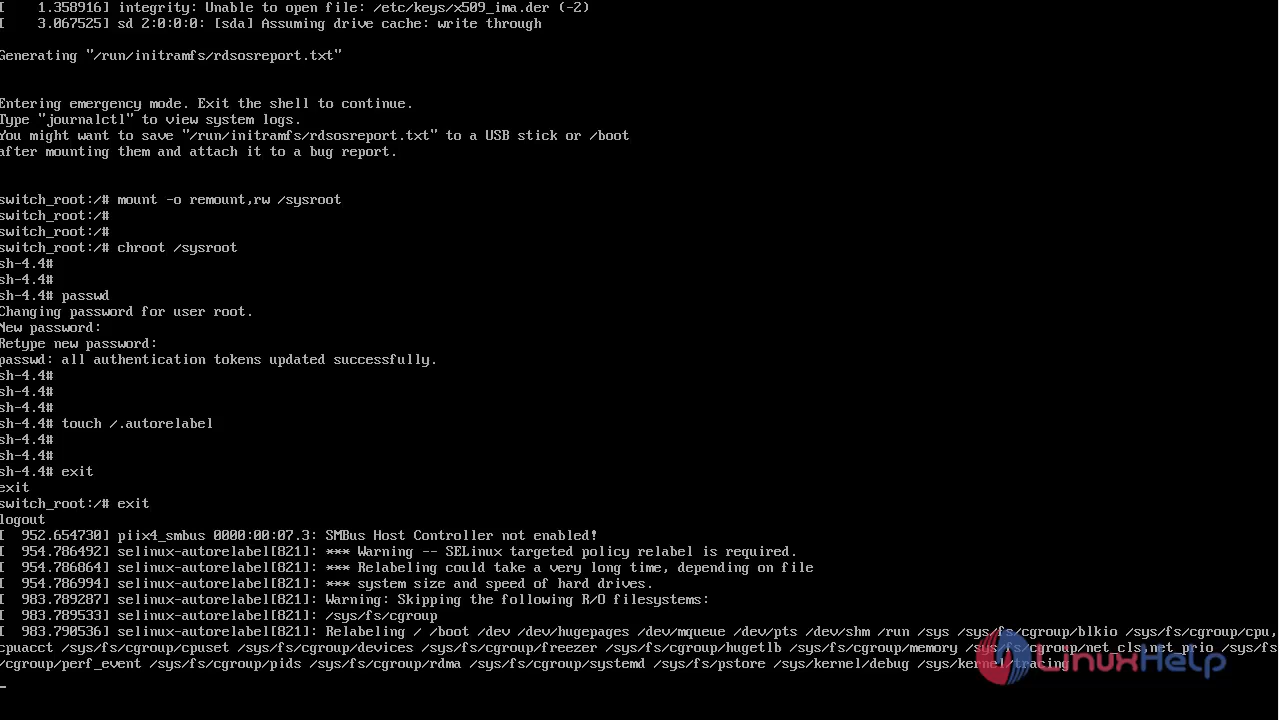 [    1.358916] integrity: Unable to open file: /etc/keys/x509_ima.der (-2)
[    3.067525] sd 2:0:0:0: [sda] Assuming drive cache: write through
Generating "/run/initramfs/rdsosreport.txt"
Entering emergency mode. Exit the shell to continue.
Type "journalctl" to view system logs.
You might want to save "/run/initramfs/rdsosreport.txt" to a USB stick or /boot
after mounting them and attach it to a bug report.
switch_root:/# mount -o remount,rw /sysroot
switch_root:/#
switch_root:/#
switch_root:/# chroot /sysroot
sh-4.4#
sh-4.4#
sh-4.4# passwd
Changing password for user root.
New password:
Retype new password:
passwd: all authentication tokens updated successfully.
sh-4.4#
sh-4.4#
sh-4.4#
sh-4.4# touch /.autorelabel
sh-4.4#
sh-4.4#
sh-4.4# exit
exit
switch_root:/# exit
logout
[  952.654730] piix4_smbus 0000:00:07.3: SMBus Host Controller not enabled!
[  954.786492] selinux-autorelabel[821]: *** Warning -- SELinux targeted policy relabel is required.
[  954.786864] selinux-autorelabel[821]: *** Relabeling could take a very long time, depending on file
[  954.786994] selinux-autorelabel[821]: *** system size and speed of hard drives.
[  983.789287] selinux-autorelabel[821]: Warning: Skipping the following R/O filesystems:
[  983.789533] selinux-autorelabel[821]: /sys/fs/cgroup
[  983.790536] selinux-autorelabel[821]: Relabeling / /boot /dev /dev/hugepages /dev/mqueue /dev/pts /dev/shm /run /sys /sys/fs/cgroup/blkio /sys/fs/cgroup/cpu,
cpuacct /sys/fs/cgroup/cpuset /sys/fs/cgroup/devices /sys/fs/cgroup/freezer /sys/fs/cgroup/hugetlb /sys/fs/cgroup/memory /sys/fs/cgroup/net_cls,net_prio /sys/fs
/cgroup/perf_event /sys/fs/cgroup/pids /sys/fs/cgroup/rdma /sys/fs/cgroup/systemd /sys/fs/pstore /sys/kernel/debug /sys/kernel/tracing
LinuxHelp